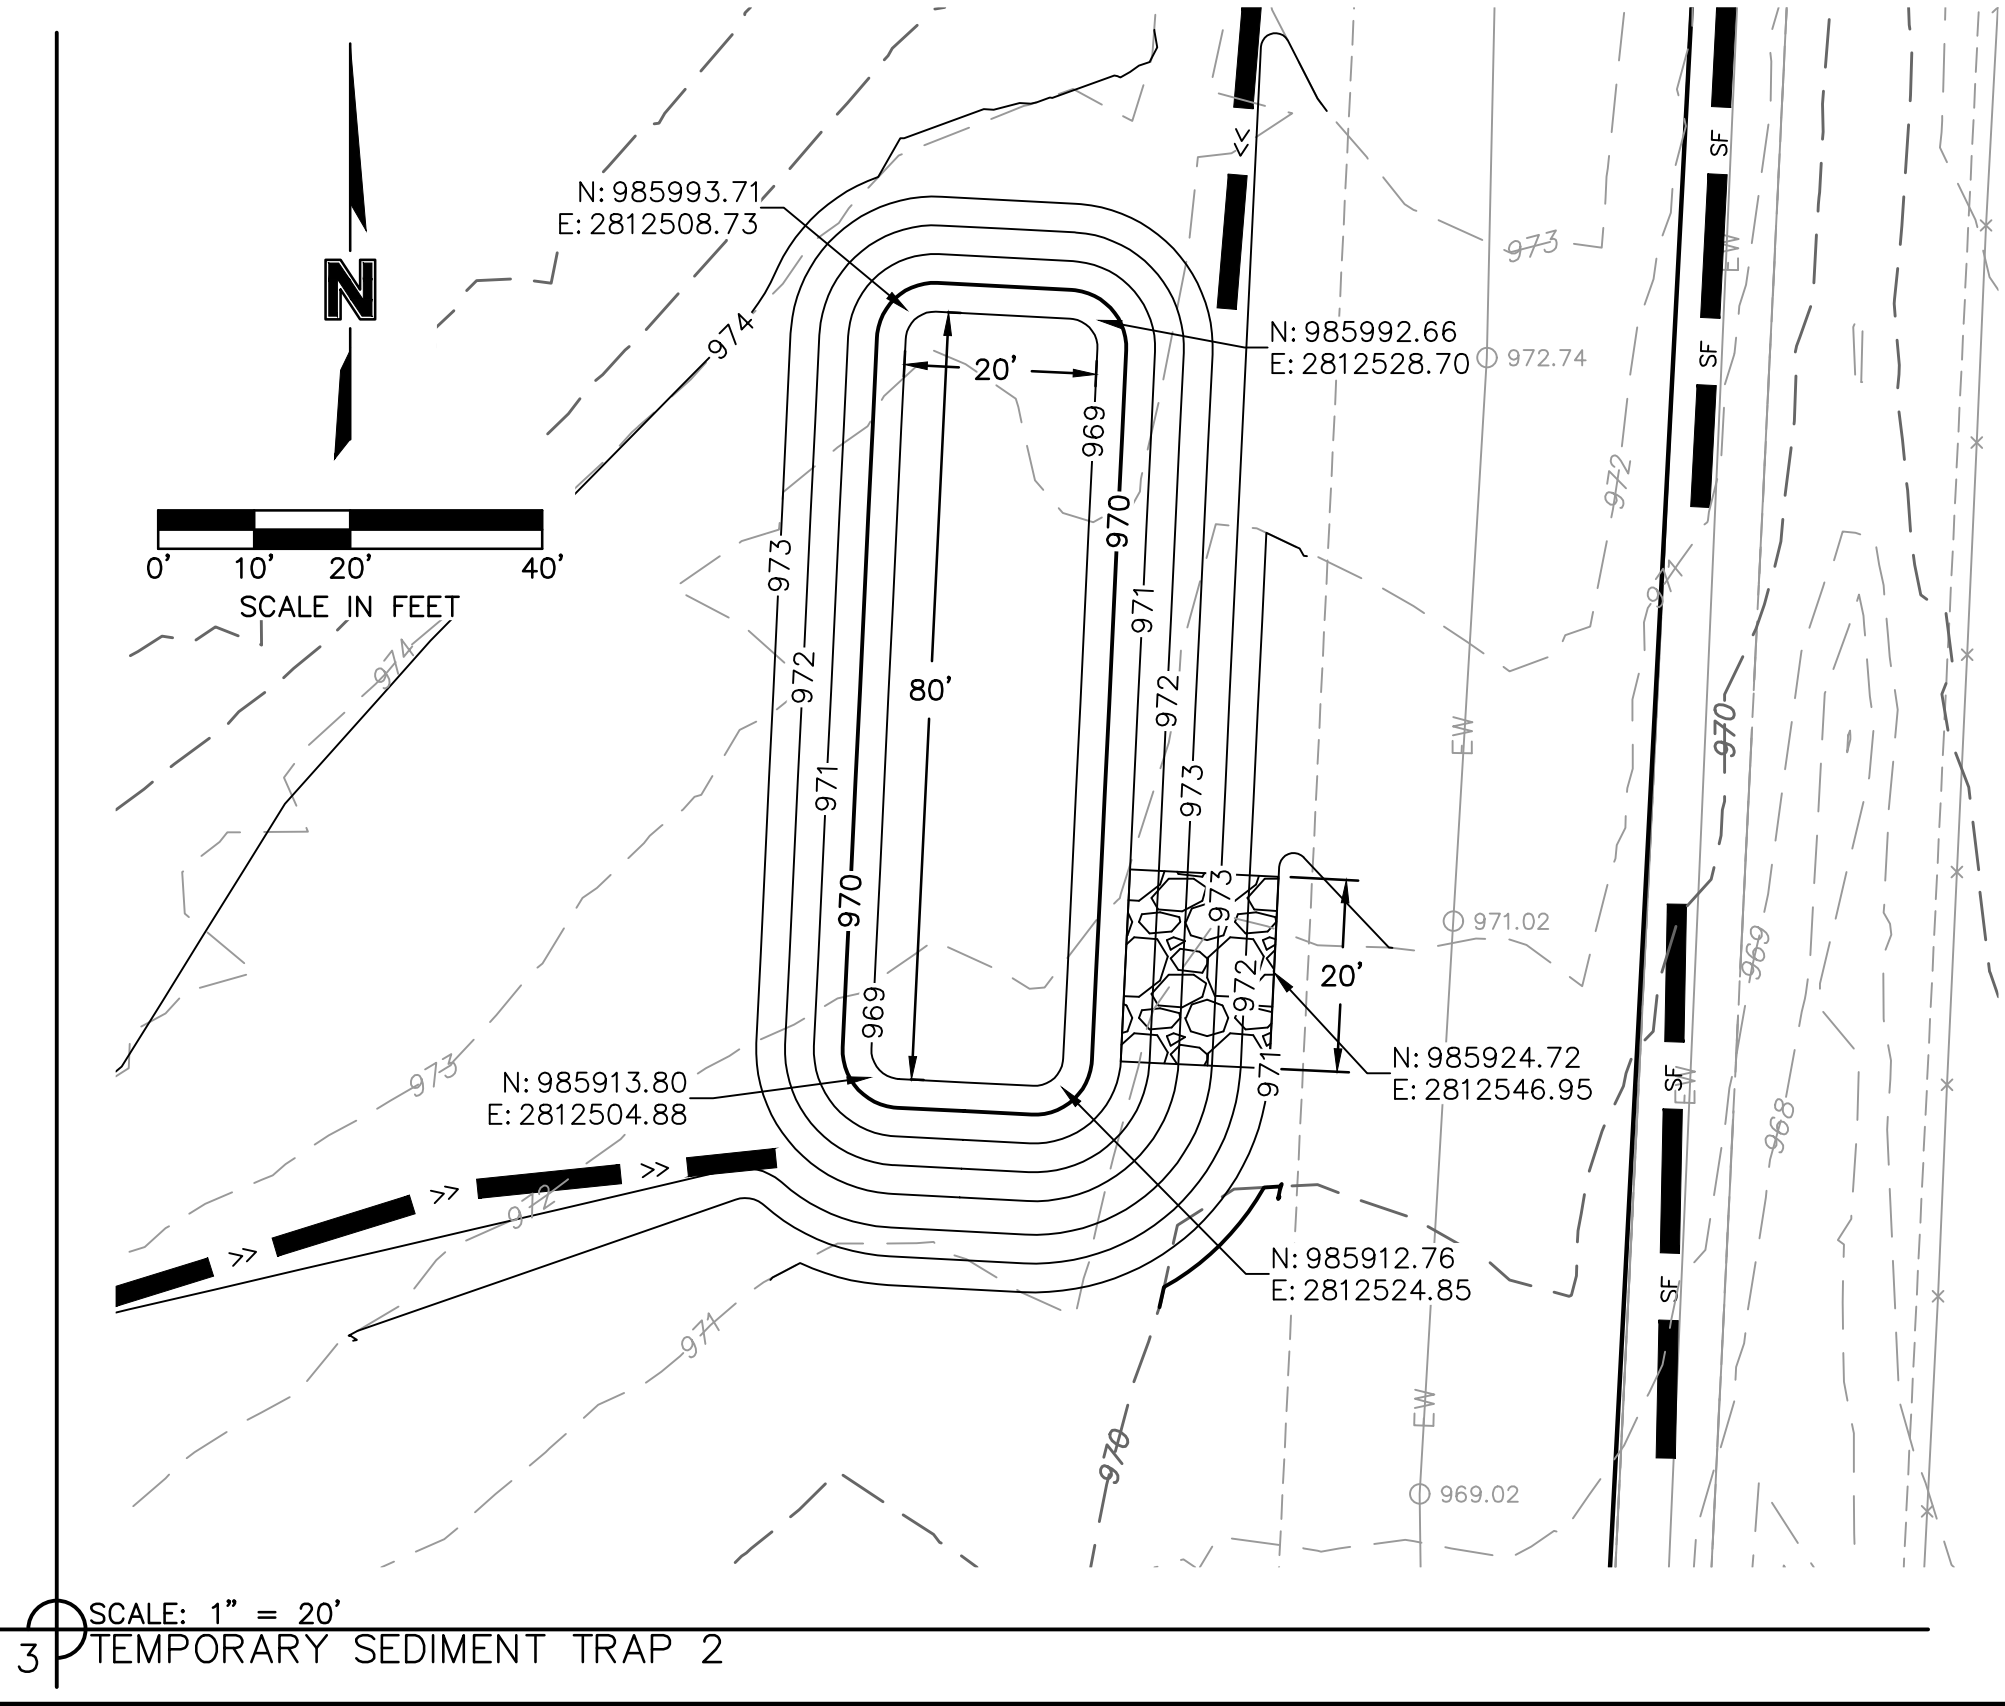 N
0' 10' 20' 40'
SCALE IN FEET
N: 985993.71
E: 2812508.73
N: 985992.66
E: 2812528.70
20'
80'
974
974
973
972
971
970
969
969
970
971
972
973
973
972
971
20'
N: 985924.72
E: 2812546.95
N: 985913.80
E: 2812504.88
N: 985912.76
E: 2812524.85
973
972.74
972
971
970
971.02
969
968
969.02
973
972
971
970
EW
EW
EW
EW
SF
SF
SF
SF
<<
>>
>>
>>
SCALE: 1" = 20'
3 TEMPORARY SEDIMENT TRAP 2